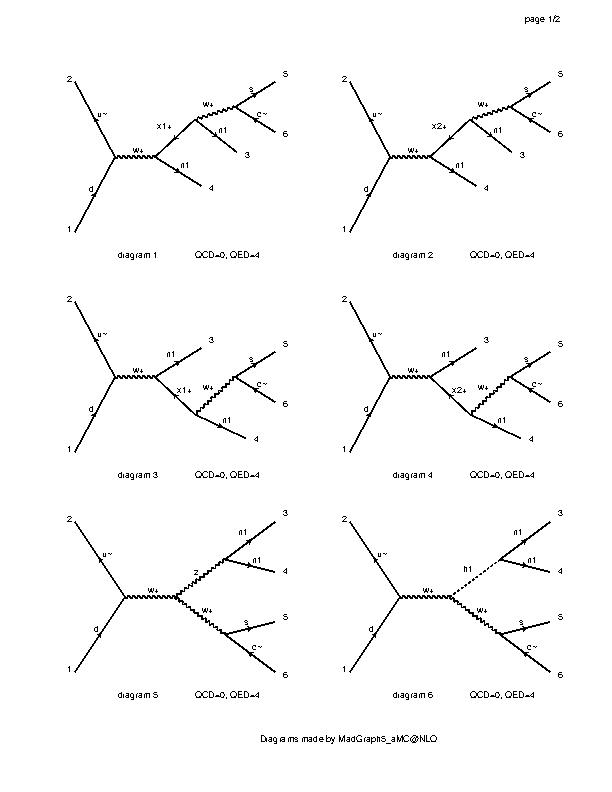 page 1/2
2
5
u~
w+
s
c~
x1+
n1
6
w+
3
d
n1
4
1
diagram 1 QCD=0, QED=4
2
5
u~
w+
s
c~
x2+
n1
6
w+
3
d
n1
4
1
diagram 2 QCD=0, QED=4
2
3
5
u~
n1
s
w+
w+
c~
x1+
6
d
n1
4
1
diagram 3 QCD=0, QED=4
2
3
5
u~
n1
s
w+
w+
c~
x2+
6
d
n1
4
1
diagram 4 QCD=0, QED=4
2
3
n1
u~
n1
z
4
w+
w+
5
s
d
c~
1
6
diagram 5 QCD=0, QED=4
2
3
n1
u~
n1
h1
4
w+
w+
5
s
d
c~
1
6
diagram 6 QCD=0, QED=4
Diagrams made by MadGraph5_aMC@NLO